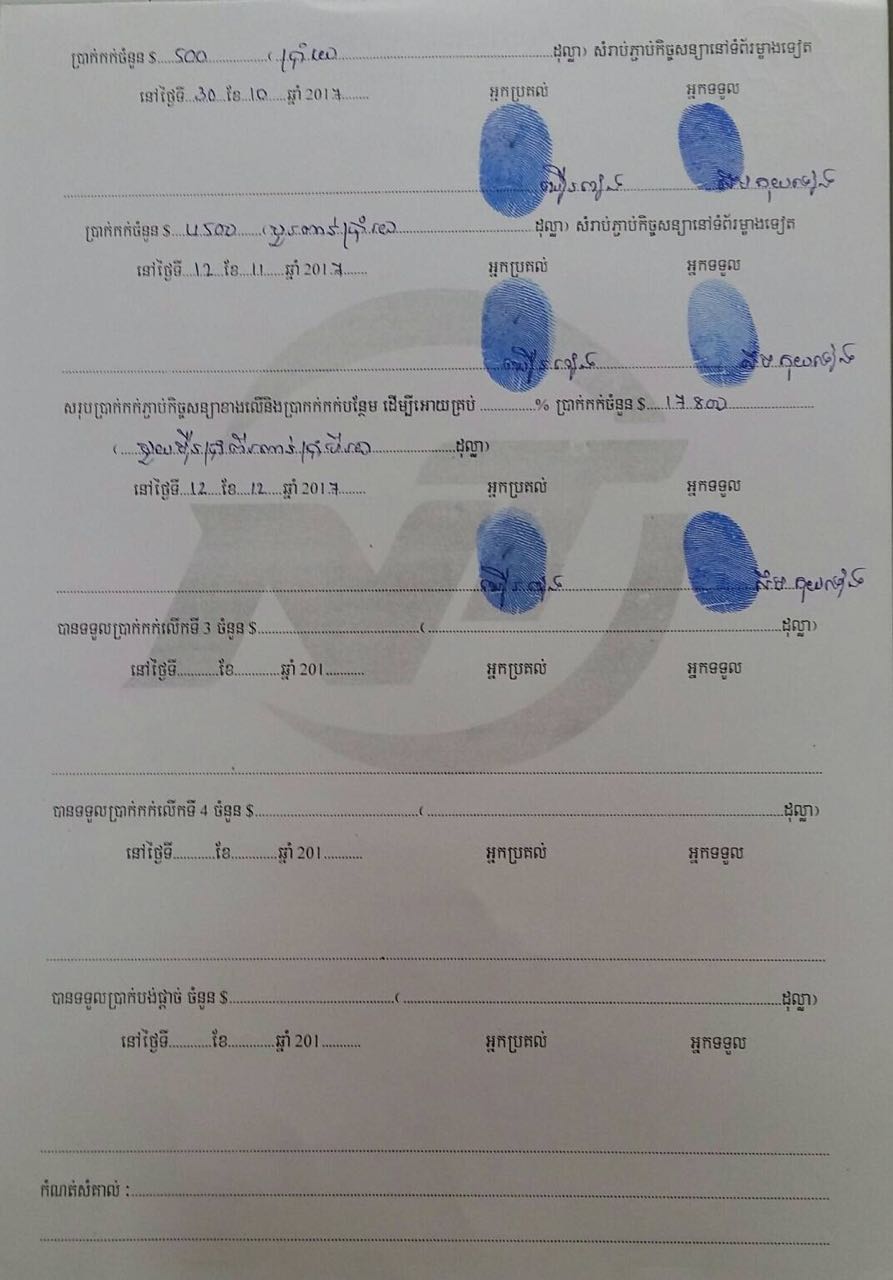 ប្រាក់កក់ចំនួន $....500................( ប្រាំរយ ................................................ដុល្លា) សំរាប់ភ្ជាប់កិច្ចសន្យានៅទំព័រម្ខាងទៀត
នៅថ្ងៃទី...30...ខែ..10.....ឆ្នាំ 2017........ អ្នកប្រគល់ អ្នកទទួល
ប្រាក់កក់ចំនួន $....4500.......(បួនពាន់ប្រាំរយ................................ដុល្លា) សំរាប់ភ្ជាប់កិច្ចសន្យានៅទំព័រម្ខាងទៀត
នៅថ្ងៃទី...12...ខែ..11......ឆ្នាំ 2017....... អ្នកប្រគល់ អ្នកទទួល
សរុបប្រាក់កក់ភ្ជាប់កិច្ចសន្យាខាងលើនិងប្រាកក់កក់បន្ថែម ដើម្បីអោយគ្រប់ ..............% ប្រាក់កក់ចំនួន $.....17.800......................
(.....មួយម៉ឺនប្រាំពីរពាន់ប្រាំបីរយ.....................ដុល្លា)
នៅថ្ងៃទី...12....ខែ...12....ឆ្នាំ 2017....... អ្នកប្រគល់ អ្នកទទួល
បានទទួលប្រាក់កក់លើកទី 3 ចំនួន $........................................( ....................................................................................ដុល្លា)
នៅថ្ងៃទី...........ខែ............ឆ្នាំ 201.......... អ្នកប្រគល់ អ្នកទទួល
បានទទួលប្រាក់កក់លើកទី 4 ចំនួន $........................................( ....................................................................................ដុល្លា)
នៅថ្ងៃទី...........ខែ............ឆ្នាំ 201.......... អ្នកប្រគល់ អ្នកទទួល
បានទទួលប្រាក់បង់ផ្ដាច់ ចំនួន $........................................( ....................................................................................ដុល្លា)
នៅថ្ងៃទី...........ខែ............ឆ្នាំ 201.......... អ្នកប្រគល់ អ្នកទទួល
កំណត់សំគាល់ :....................................................................................